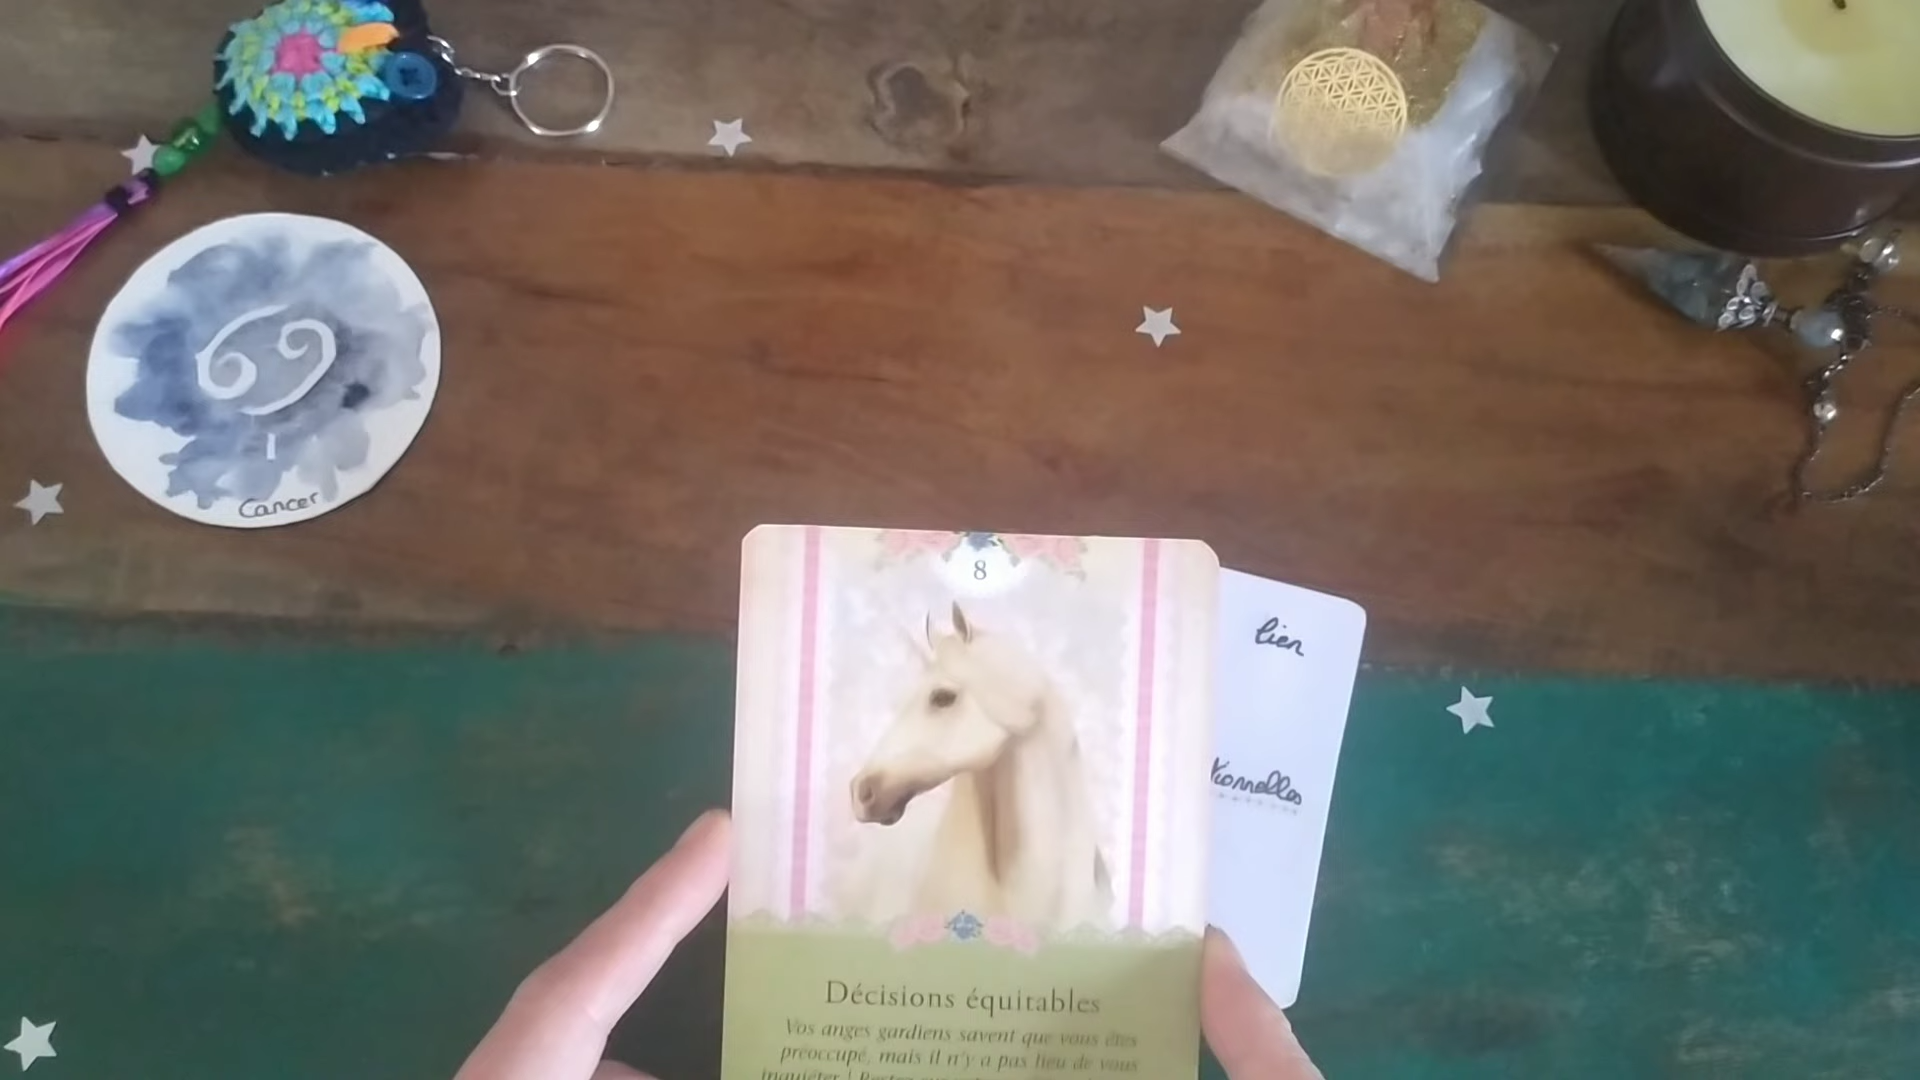 Cancer
8
Décisions équitables
Vos anges gardiens savent que vous êtes
préoccupé, mais il n'y a pas lieu de vous
inquiéter !
lien
tionnelles